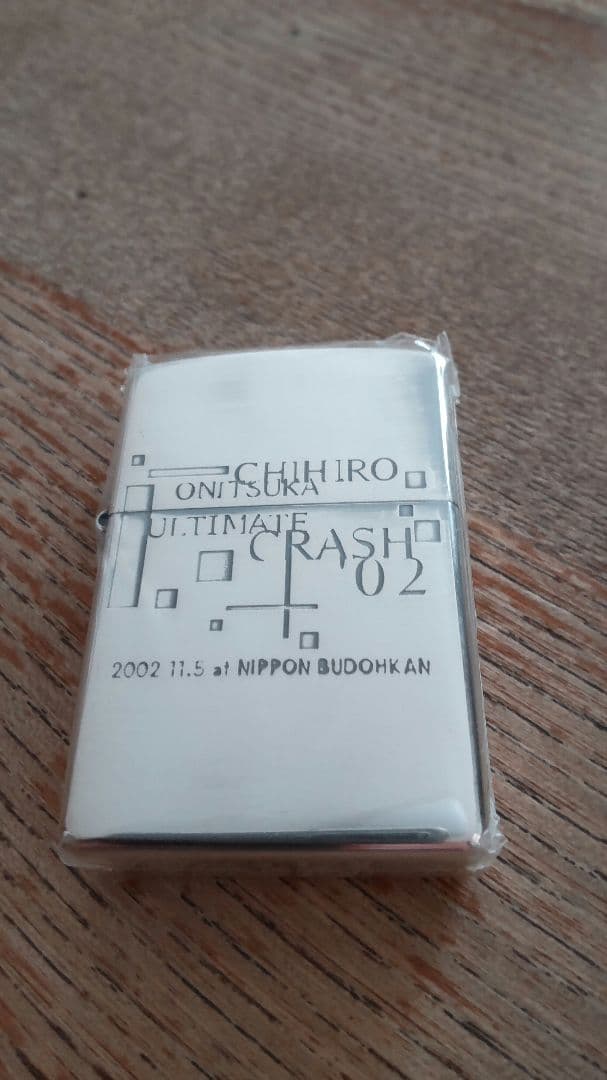 CHIHIRO
ONITSUKA
ULTIMATE
CRASH
'02
2002 11.5 at NIPPON BUDOHKAN